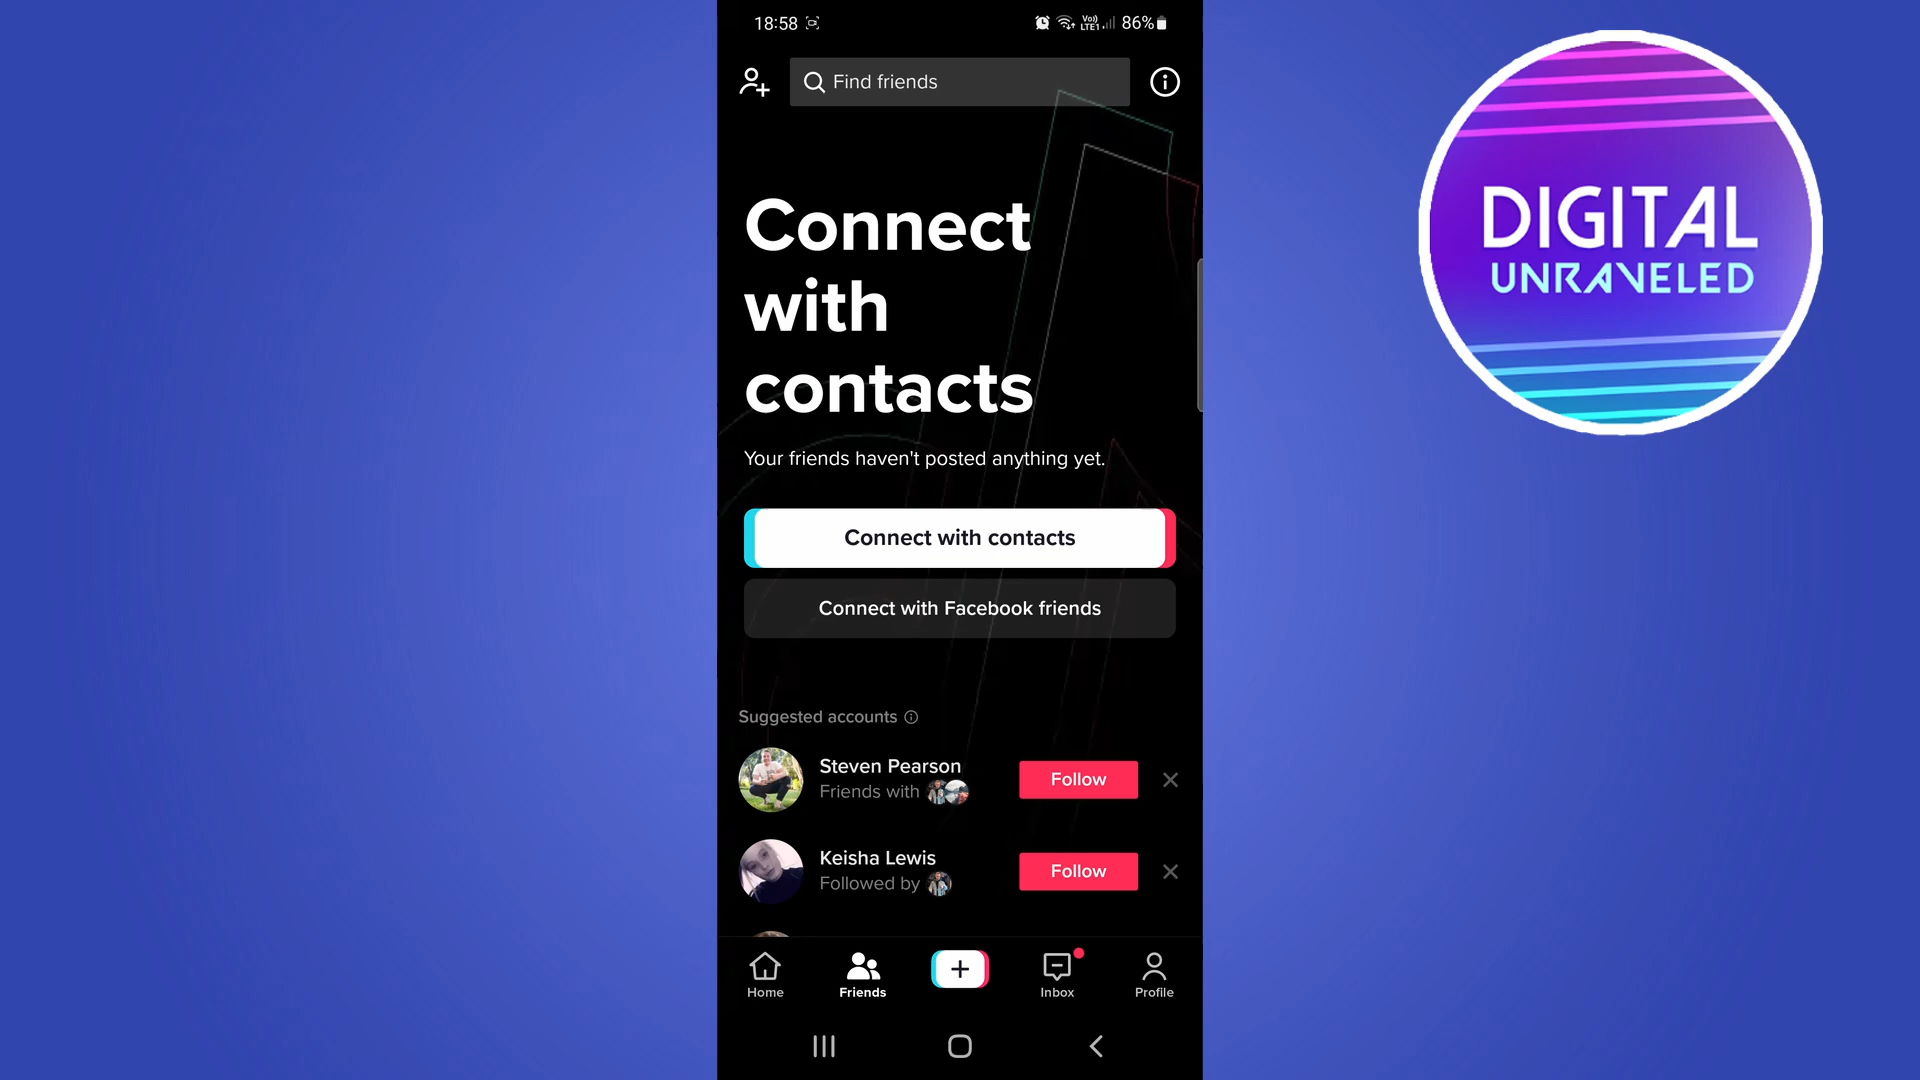 18:58
Vo)) LTE1 86%
Find friends
DIGITAL
UNRAVELED
Connect
with
contacts
Your friends haven't posted anything yet.
Connect with contacts
Connect with Facebook friends
Suggested accounts
Steven Pearson
Friends with
Follow
Keisha Lewis
Followed by
Follow
Home
Friends
Inbox
Profile